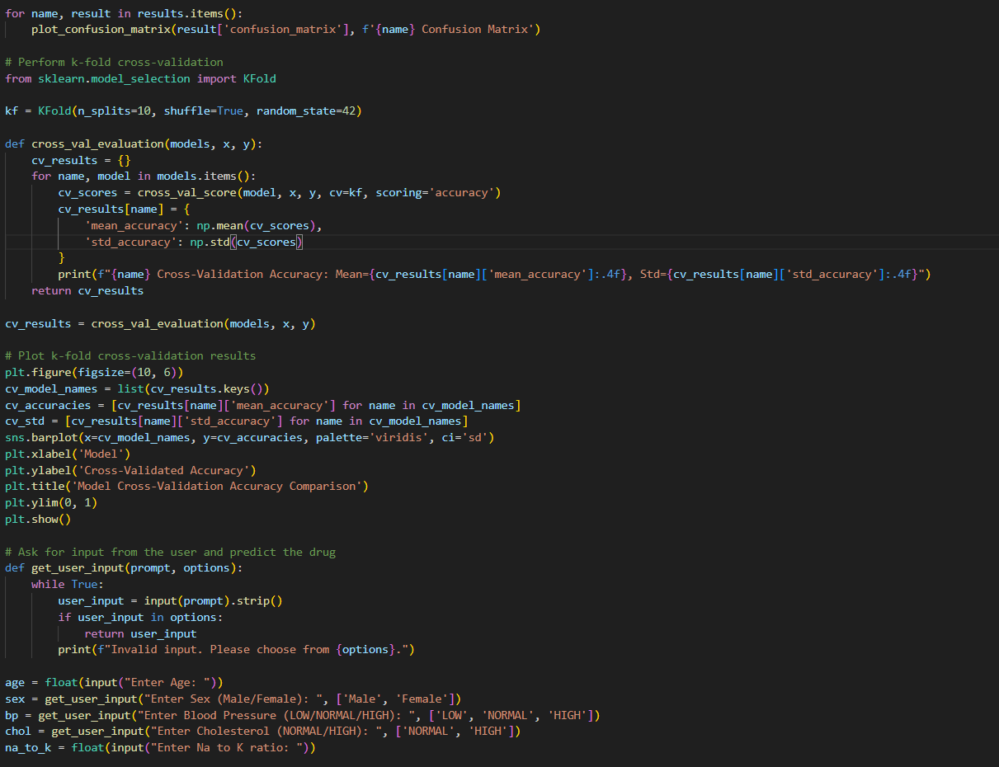 for name, result in results.items():
    plot_confusion_matrix(result['confusion_matrix'], f'{name} Confusion Matrix')

# Perform k-fold cross-validation
from sklearn.model_selection import KFold

kf = KFold(n_splits=10, shuffle=True, random_state=42)

def cross_val_evaluation(models, x, y):
    cv_results = {}
    for name, model in models.items():
        cv_scores = cross_val_score(model, x, y, cv=kf, scoring='accuracy')
        cv_results[name] = {
            'mean_accuracy': np.mean(cv_scores),
            'std_accuracy': np.std(cv_scores)
        }
        print(f"{name} Cross-Validation Accuracy: Mean={cv_results[name]['mean_accuracy']:.4f}, Std={cv_results[name]['std_accuracy']:.4f}")
    return cv_results

cv_results = cross_val_evaluation(models, x, y)

# Plot k-fold cross-validation results
plt.figure(figsize=(10, 6))
cv_model_names = list(cv_results.keys())
cv_accuracies = [cv_results[name]['mean_accuracy'] for name in cv_model_names]
cv_std = [cv_results[name]['std_accuracy'] for name in cv_model_names]
sns.barplot(x=cv_model_names, y=cv_accuracies, palette='viridis', ci='sd')
plt.xlabel('Model')
plt.ylabel('Cross-Validated Accuracy')
plt.title('Model Cross-Validation Accuracy Comparison')
plt.ylim(0, 1)
plt.show()

# Ask for input from the user and predict the drug
def get_user_input(prompt, options):
    while True:
        user_input = input(prompt).strip()
        if user_input in options:
            return user_input
        print(f"Invalid input. Please choose from {options}.")

age = float(input("Enter Age: "))
sex = get_user_input("Enter Sex (Male/Female): ", ['Male', 'Female'])
bp = get_user_input("Enter Blood Pressure (LOW/NORMAL/HIGH): ", ['LOW', 'NORMAL', 'HIGH'])
chol = get_user_input("Enter Cholesterol (NORMAL/HIGH): ", ['NORMAL', 'HIGH'])
na_to_k = float(input("Enter Na to K ratio: "))